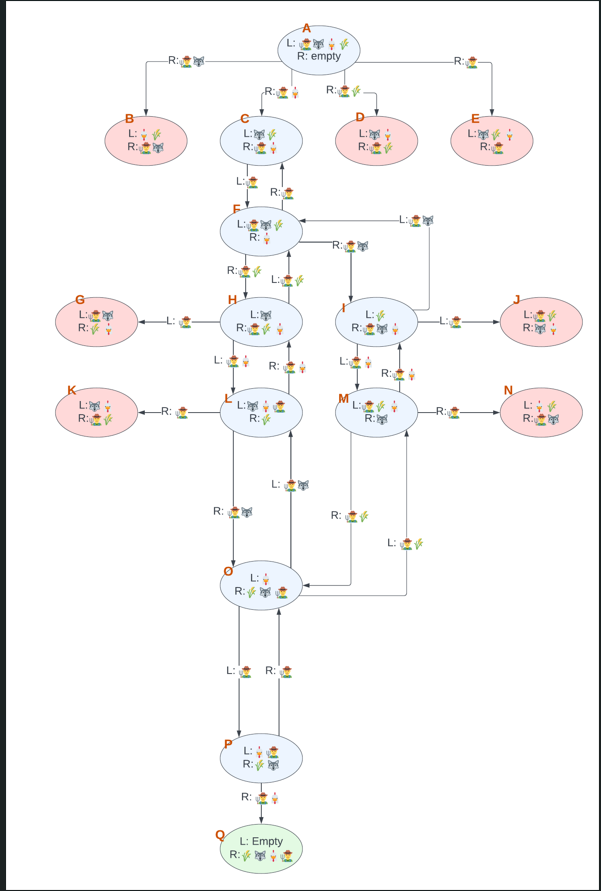 A
L: 👨‍🌾🐺🐓🌾
R: empty
R:👨‍🌾🐺
R:👨‍🌾🐓
R:👨‍🌾🌾
R:👨‍🌾
B
L:🐓🌾
R:👨‍🌾🐺
C
L:🐺🌾
R:👨‍🌾🐓
D
L:🐺🐓
R:👨‍🌾🌾
E
L:🐺🌾🐓
R:👨‍🌾
L:👨‍🌾
R:👨‍🌾
F
L:👨‍🌾🐺🌾
R:🐓
L:👨‍🌾🐺
R:👨‍🌾🐺
R:👨‍🌾🌾
L:👨‍🌾🌾
G
L:👨‍🌾🐺
R:🌾🐓
L: 👨‍🌾
H
L:🐺
R:👨‍🌾🌾🐓
I
L:🌾
R:👨‍🌾🐺🐓
L:👨‍🌾
J
L:👨‍🌾🌾
R:🐺🐓
L: 👨‍🌾🐓
R: 👨‍🌾🐓
L:👨‍🌾🐓
R:👨‍🌾🐓
K
L:🐺🐓
R:👨‍🌾🌾
R: 👨‍🌾
L
L:🐺🐓👨‍🌾
R:🌾
M
L:👨‍🌾🌾🐓
R:🐺
R:👨‍🌾
N
L: 🐓🌾
R:👨‍🌾🐺
L: 👨‍🌾🐺
R: 👨‍🌾🐺
R: 👨‍🌾🌾
L: 👨‍🌾🌾
O
L: 🐓
R:🌾🐺👨‍🌾
L: 👨‍🌾
R: 👨‍🌾
P
L: 🐓👨‍🌾
R:🌾🐺
R: 👨‍🌾🐓
Q
L: Empty
R:🌾🐺🐓👨‍🌾